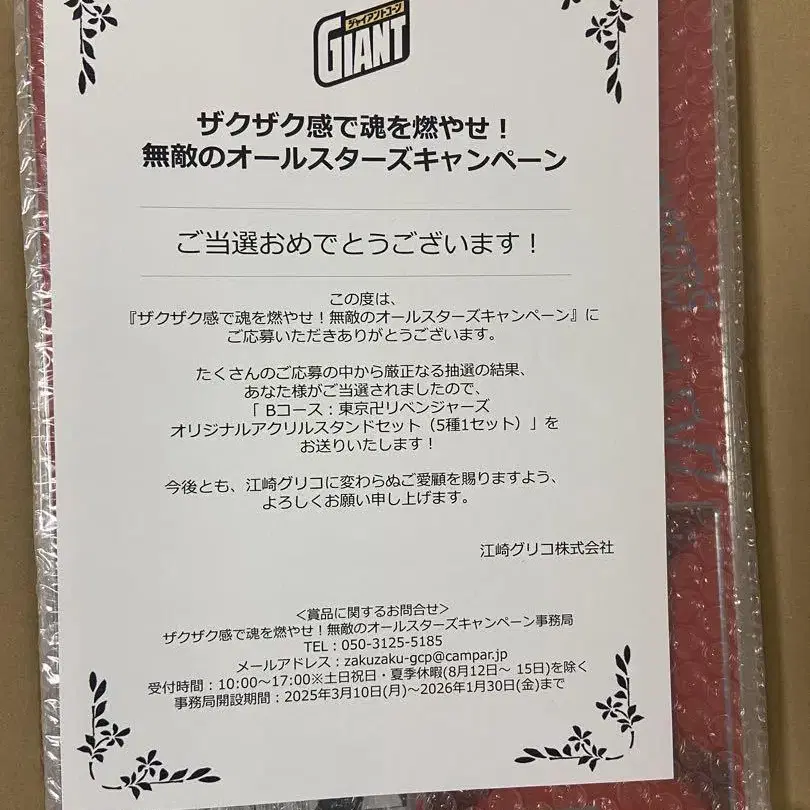 ジャイアントコーン
GIANT
ザクザク感で魂を燃やせ！
無敵のオールスターズキャンペーン
ご当選おめでとうございます！
この度は、
『ザクザク感で魂を燃やせ！無敵のオールスターズキャンペーン』に
ご応募いただきありがとうございます。
たくさんのご応募の中から厳正なる抽選の結果、
あなた様がご当選されましたので、
「 Bコース：東京卍リベンジャーズ
オリジナルアクリルスタンドセット（5種1セット）」を
お送りいたします！
今後とも、江崎グリコに変わらぬご愛顧を賜りますよう、
よろしくお願い申し上げます。
江崎グリコ株式会社
＜賞品に関するお問合せ＞
ザクザク感で魂を燃やせ！無敵のオールスターズキャンペーン事務局
TEL：050-3125-5185
メールアドレス：zakuzaku-gcp@campar.jp
受付時間：10:00～17:00※土日祝日・夏季休暇(8月12日～ 15日)を除く
事務局開設期間：2025年3月10日(月)～2026年1月30日(金)まで